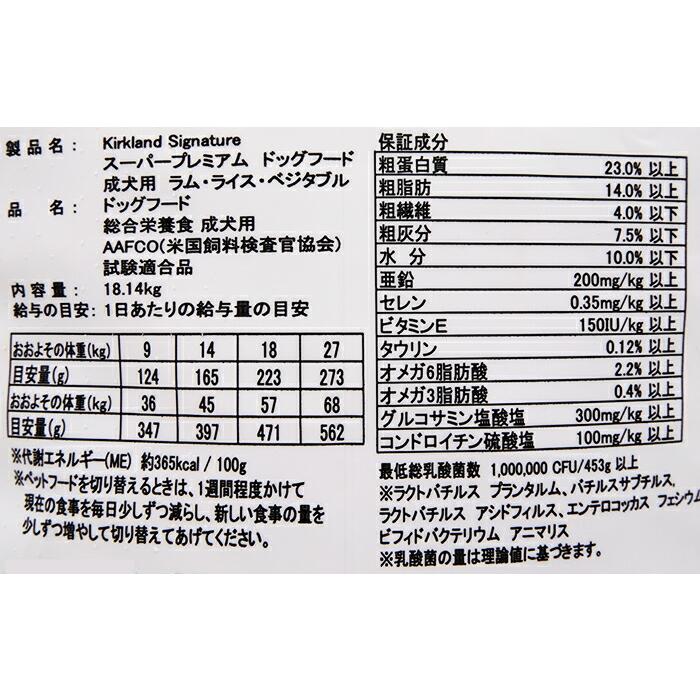 製品名： Kirkland Signature
スーパープレミアム ドッグフード
成犬用 ラム・ライス・ベジタブル
品 名： ドッグフード
総合栄養食 成犬用
AAFCO(米国飼料検査官協会)
試験適合品
内容量： 18.14kg
給与の目安： 1日あたりの給与量の目安
おおよその体重(kg) 9 14 18 27
目安量(g) 124 165 223 273
おおよその体重(kg) 36 45 57 68
目安量(g) 347 397 471 562
※代謝エネルギー(ME) 約365kcal / 100g
※ペットフードを切り替えるときは、1週間程度かけて
現在の食事を毎日少しずつ減らし、新しい食事の量を
少しずつ増やして切り替えてあげてください。
保証成分
粗蛋白質 23.0% 以上
粗脂肪 14.0% 以上
粗繊維 4.0% 以下
粗灰分 7.5% 以下
水 分 10.0% 以下
亜鉛 200mg/kg 以上
セレン 0.35mg/kg 以上
ビタミンE 150IU/kg 以上
タウリン 0.12% 以上
オメガ6脂肪酸 2.2% 以上
オメガ3脂肪酸 0.4% 以上
グルコサミン塩酸塩 300mg/kg 以上
コンドロイチン硫酸塩 100mg/kg 以上
最低総乳酸菌数 1,000,000 CFU/453g 以上
※ラクトバチルス プランタルム、バチルスサブチルス、
ラクトバチルス アシドフィルス、エンテロコッカス フェシウム
ビフィドバクテリウム アニマリス
※乳酸菌の量は理論値に基づきます。